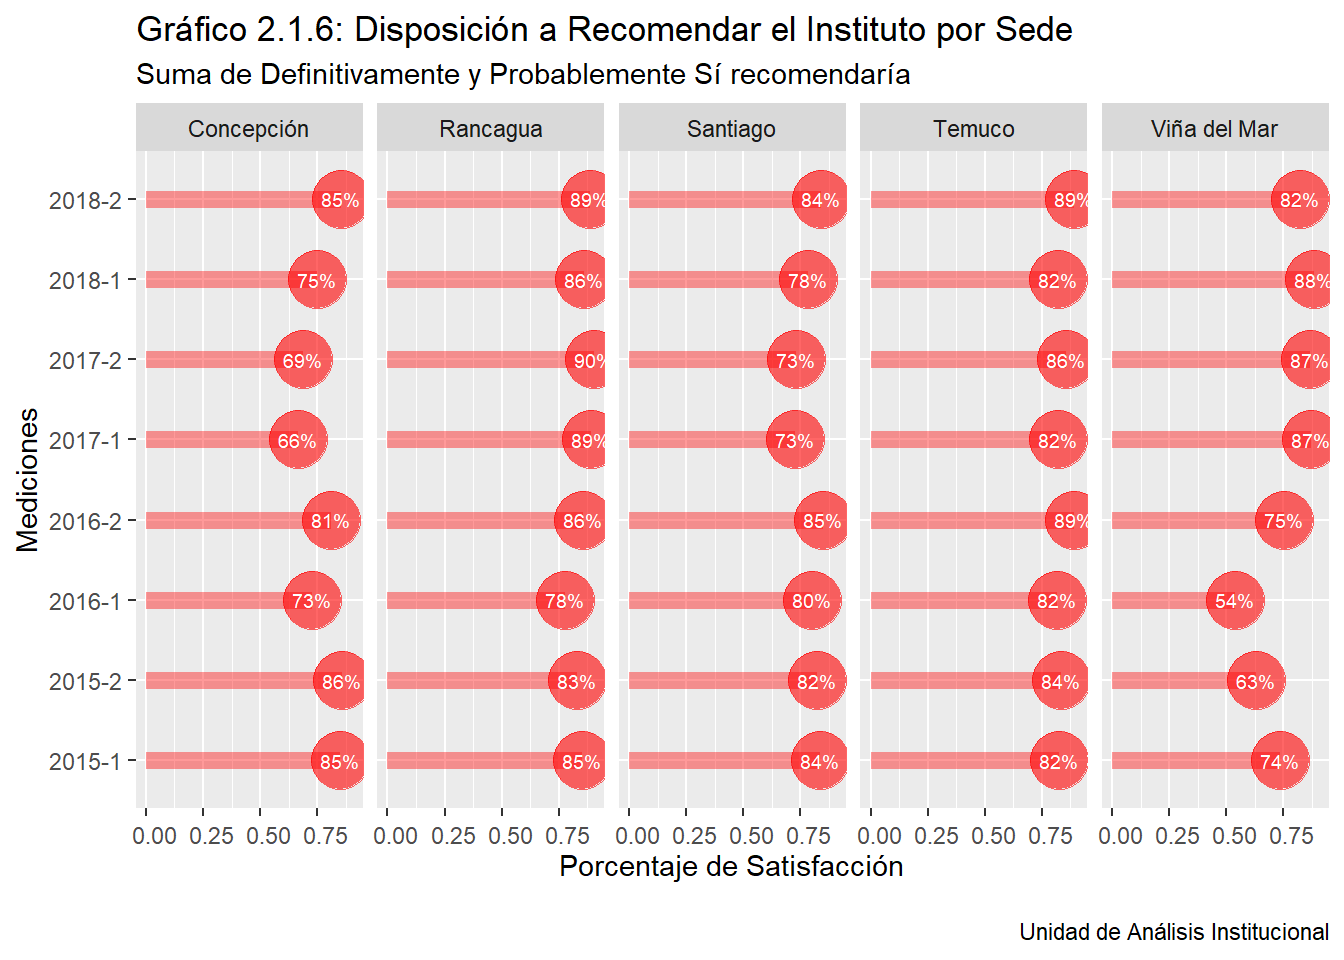 Gráfico 2.1.6: Disposición a Recomendar el Instituto por Sede
Suma de Definitivamente y Probablemente Sí recomendaría
Concepción Rancagua Santiago Temuco Viña del Mar
2018-2 85% 89% 84% 89% 82%
2018-1 75% 86% 78% 82% 88%
2017-2 69% 90% 73% 86% 87%
2017-1 66% 89% 73% 82% 87%
2016-2 81% 86% 85% 89% 75%
2016-1 73% 78% 80% 82% 54%
2015-2 86% 83% 82% 84% 63%
2015-1 85% 85% 84% 82% 74%
Mediciones
0.00 0.25 0.50 0.75 0.00 0.25 0.50 0.75 0.00 0.25 0.50 0.75 0.00 0.25 0.50 0.75 0.00 0.25 0.50 0.75
Porcentaje de Satisfacción
Unidad de Análisis Institucional